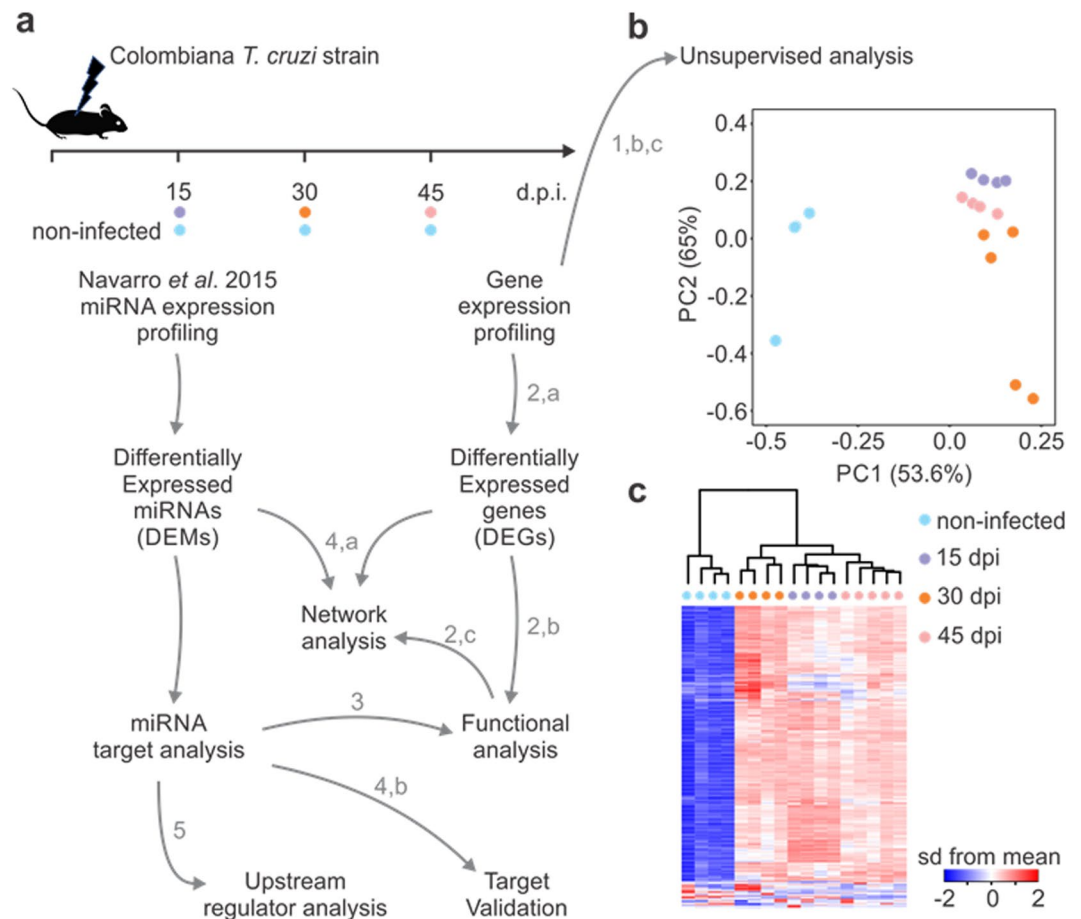 a
Colombiana T. cruzi strain
15
30
45
d.p.i.
non-infected
Navarro et al. 2015
miRNA expression
profiling
Gene
expression
profiling
1,b,c
2,a
Differentially
Expressed
miRNAs
(DEMs)
Differentially
Expressed
genes
(DEGs)
4,a
Network
analysis
2,c
2,b
miRNA
target analysis
3
Functional
analysis
4,b
5
Upstream
regulator analysis
Target
Validation
b
Unsupervised analysis
PC2 (65%)
0.4
0.2
0.0
-0.2
-0.4
-0.6
-0.5
-0.25
0.0
0.25
PC1 (53.6%)
c
non-infected
15 dpi
30 dpi
45 dpi
sd from mean
-2 0 2